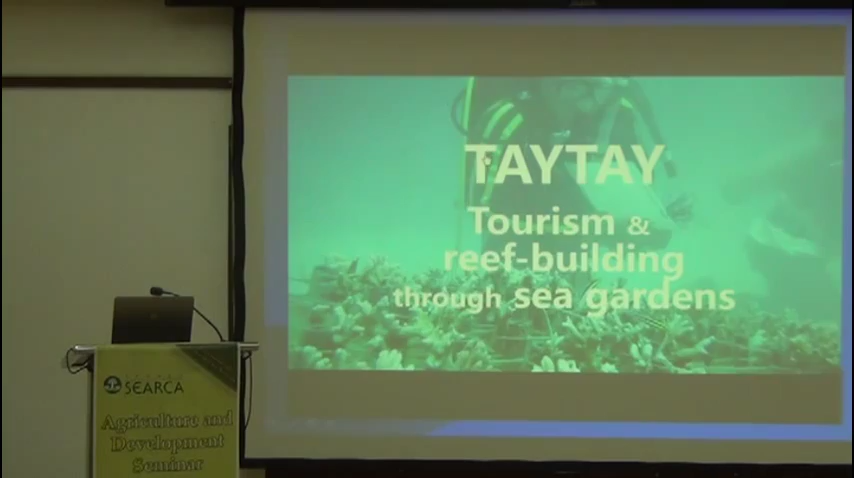 TAYTAY
Tourism &
reef-building
through sea gardens
SEARCA
Agriculture and
Development
Seminar